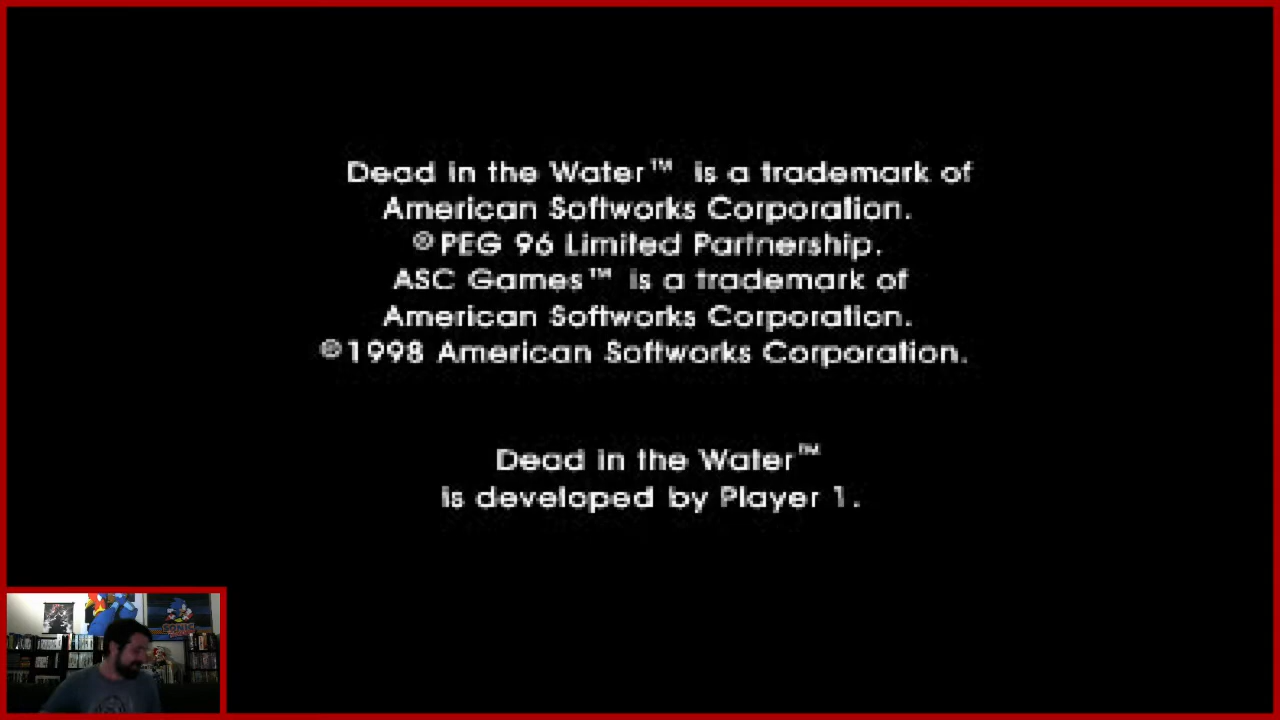 Dead in the Water™ is a trademark of
American Softworks Corporation.
©PEG 96 Limited Partnership.
ASC Games™ is a trademark of
American Softworks Corporation.
©1998 American Softworks Corporation.
Dead in the Water™
is developed by Player 1.
SONIC